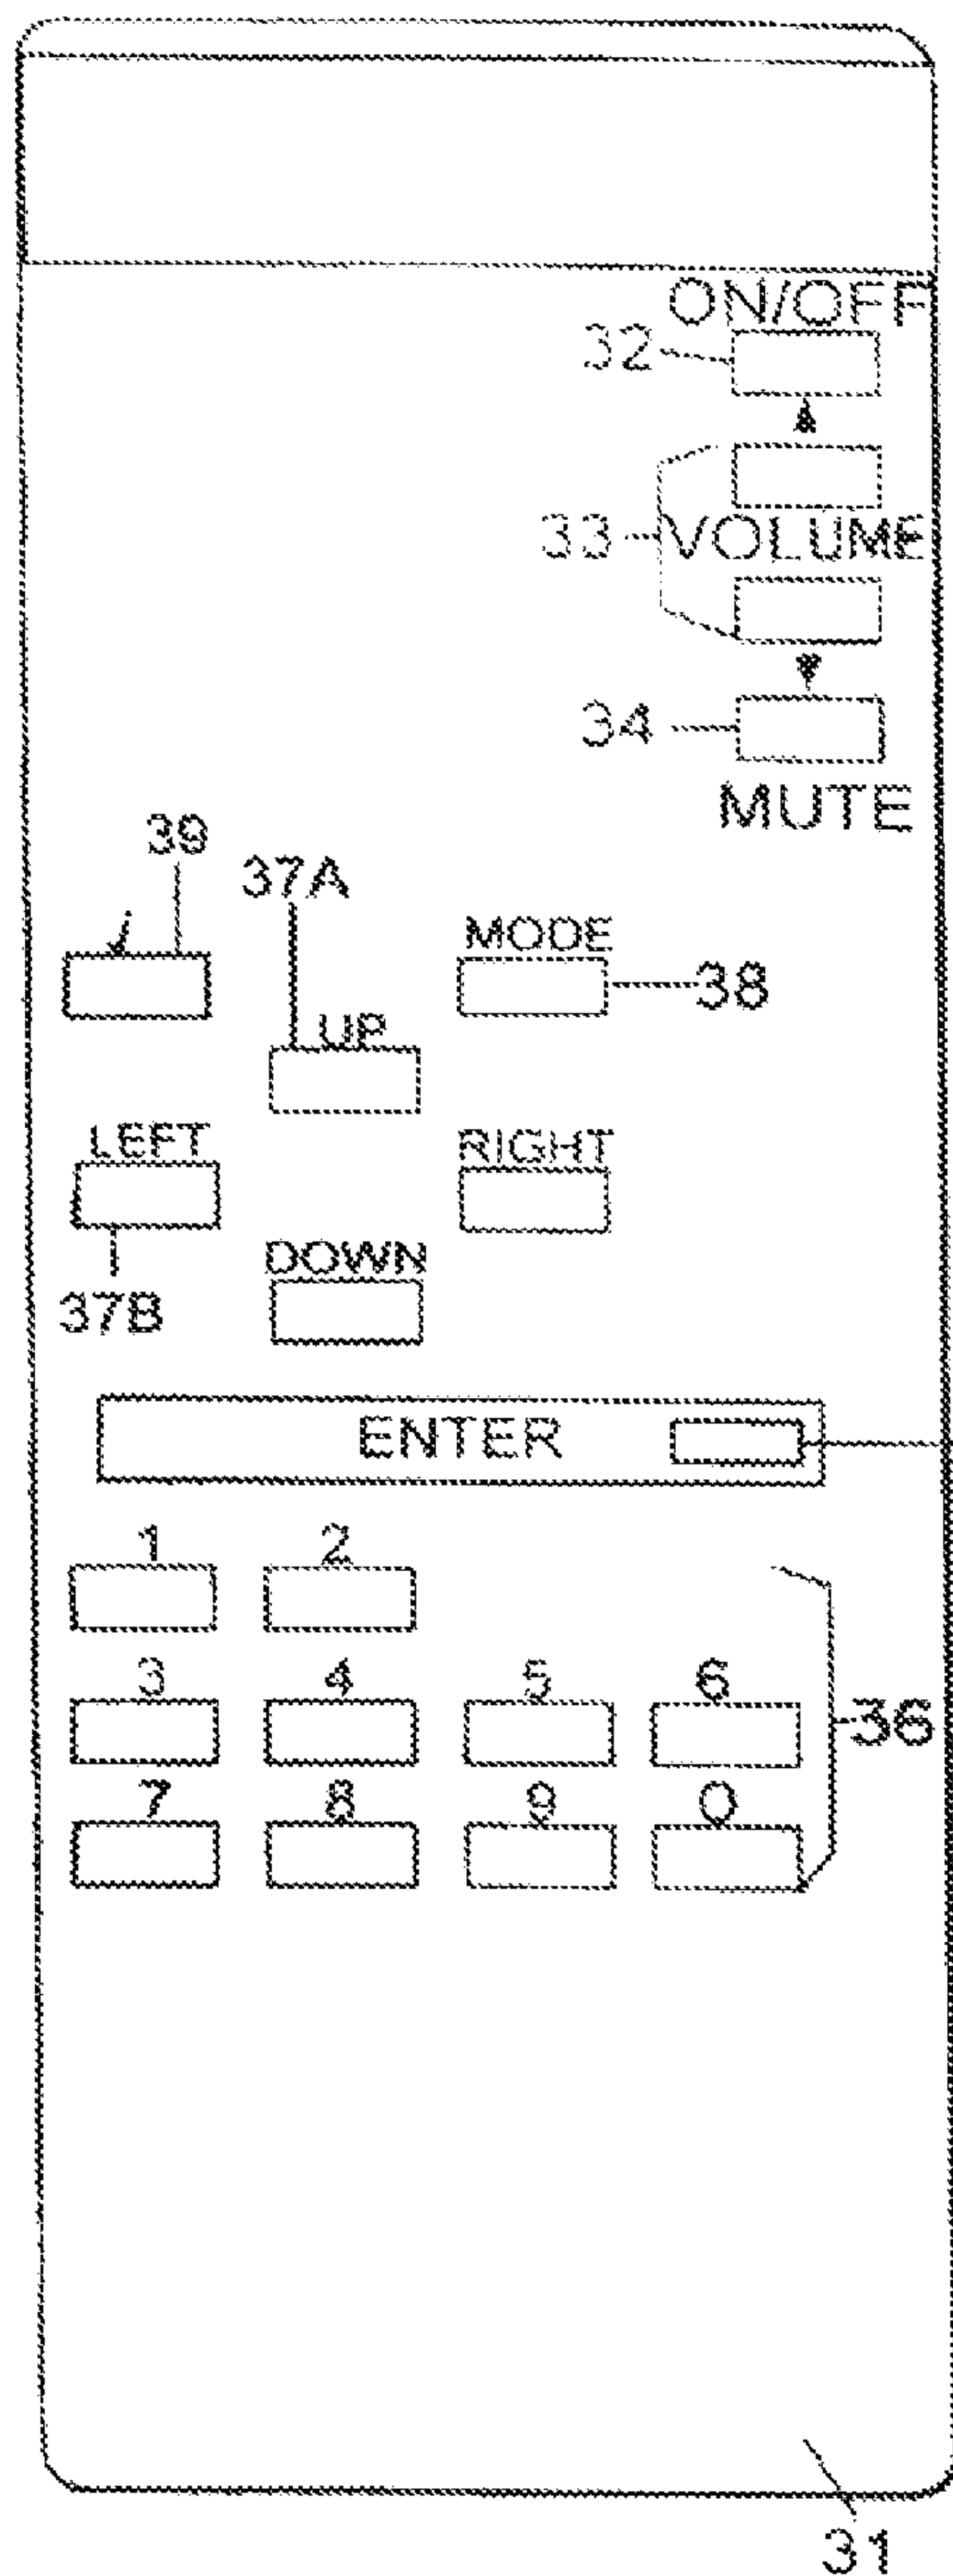 ON/OFF
32
33 VOLUME
34
MUTE
39
37A
MODE
38
UP
LEFT
RIGHT
DOWN
37B
ENTER
1 2
3 4 5 6
36
7 8 9 0
31